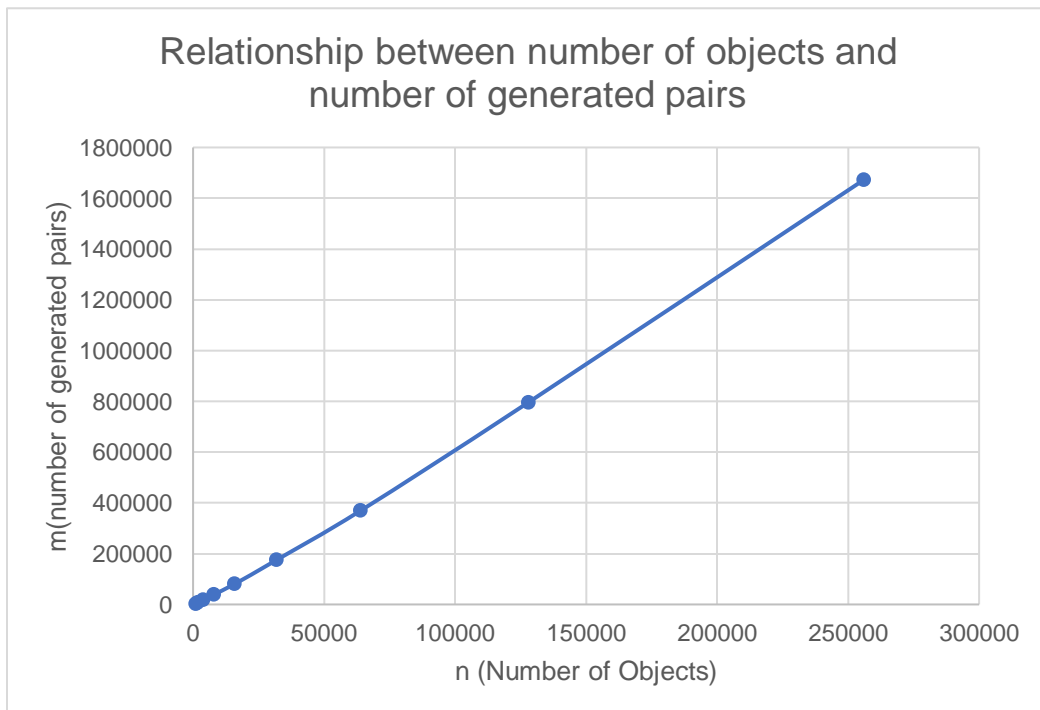 Relationship between number of objects and
number of generated pairs
1800000
1600000
1400000
1200000
1000000
800000
600000
400000
200000
0
m(number of generated pairs)
0 50000 100000 150000 200000 250000 300000
n (Number of Objects)